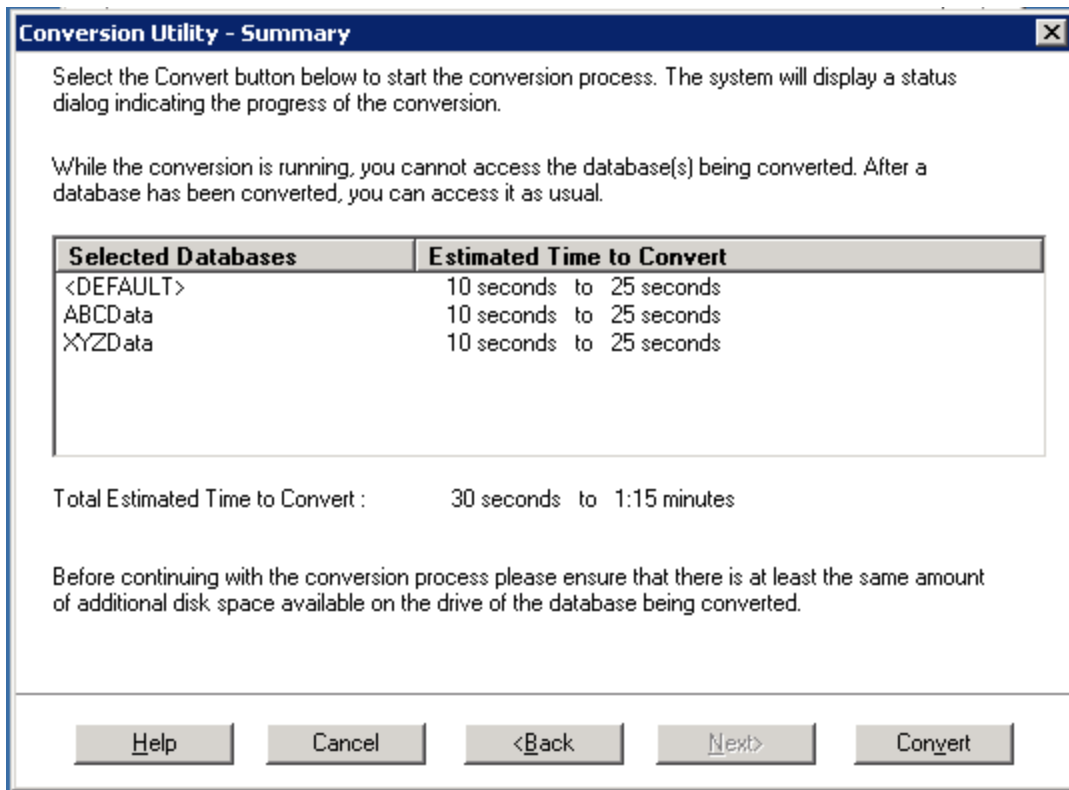 Conversion Utility - Summary
Select the Convert button below to start the conversion process. The system will display a status
dialog indicating the progress of the conversion.
While the conversion is running, you cannot access the database(s) being converted. After a
database has been converted, you can access it as usual.
Selected Databases Estimated Time to Convert
<DEFAULT> 10 seconds to 25 seconds
ABCData 10 seconds to 25 seconds
XYZData 10 seconds to 25 seconds
Total Estimated Time to Convert : 30 seconds to 1:15 minutes
Before continuing with the conversion process please ensure that there is at least the same amount
of additional disk space available on the drive of the database being converted.
Help Cancel <Back Next> Convert